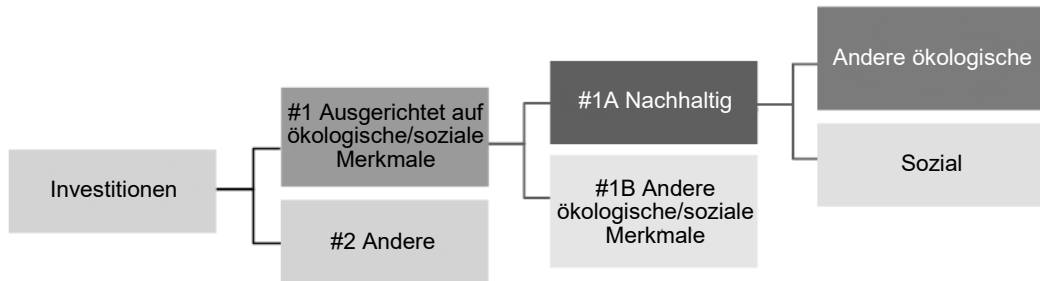 Investitionen
#1 Ausgerichtet auf
ökologische/soziale
Merkmale
#2 Andere
#1A Nachhaltig
#1B Andere
ökologische/soziale
Merkmale
Andere ökologische
Sozial